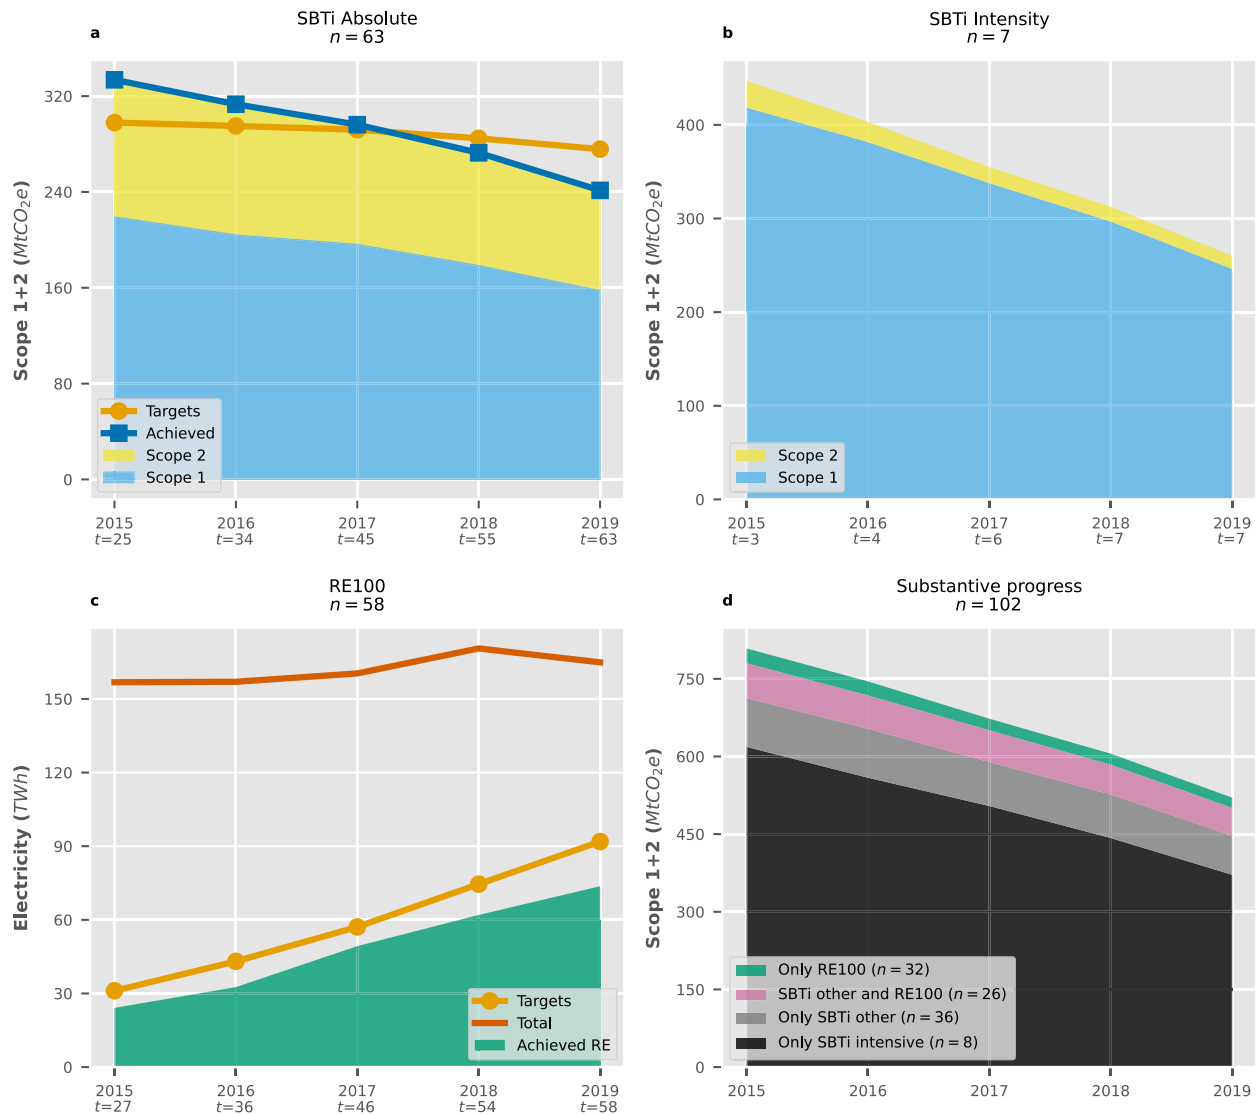 a
SBTi Absolute
n = 63
Scope 1+2 (MtCO₂e)
320
240
160
80
0
Targets
Achieved
Scope 2
Scope 1
2015
t=25
2016
t=34
2017
t=45
2018
t=55
2019
t=63
b
SBTi Intensity
n = 7
Scope 1+2 (MtCO₂e)
400
300
200
100
0
Scope 2
Scope 1
2015
t=3
2016
t=4
2017
t=6
2018
t=7
2019
t=7
c
RE100
n = 58
Electricity (TWh)
150
120
90
60
30
0
Targets
Total
Achieved RE
2015
t=27
2016
t=36
2017
t=46
2018
t=54
2019
t=58
d
Substantive progress
n = 102
Scope 1+2 (MtCO₂e)
750
600
450
300
150
0
Only RE100 (n = 32)
SBTi other and RE100 (n = 26)
Only SBTi other (n = 36)
Only SBTi intensive (n = 8)
2015
2016
2017
2018
2019